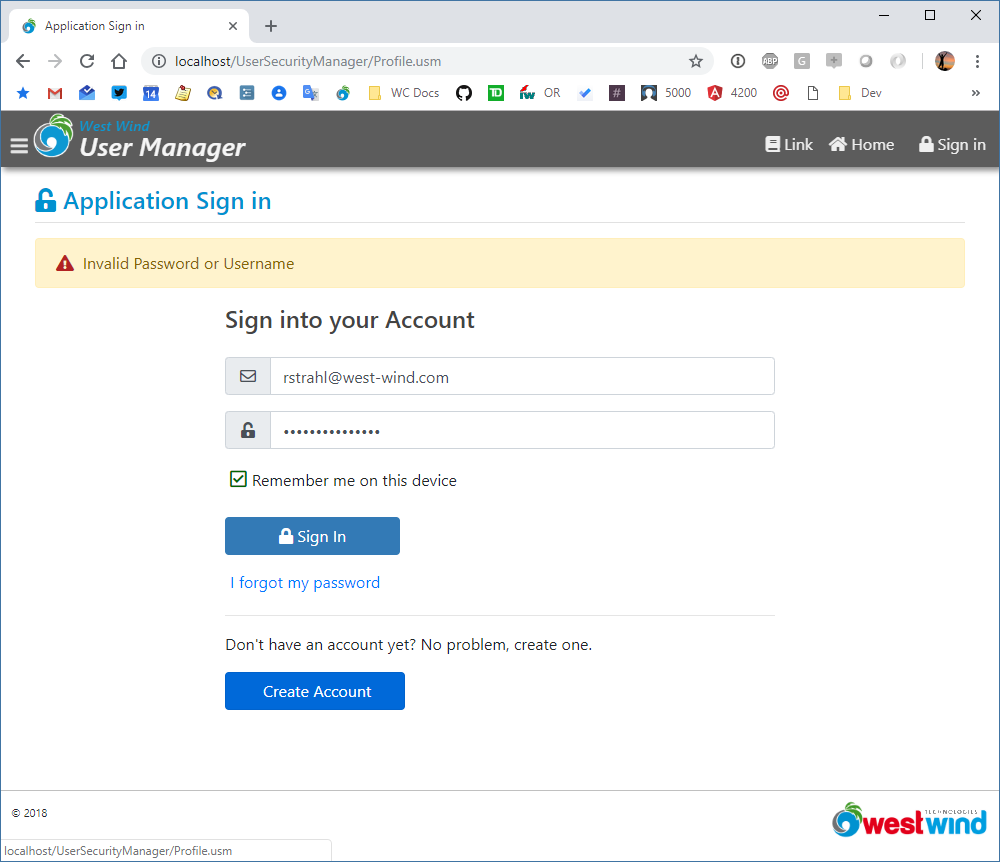 Application Sign in
localhost/UserSecurityManager/Profile.usm
ABP
G
14
WC Docs
TD
fw
OR
#
5000
A
4200
Dev
»
West Wind
User Manager
Link
Home
Sign in
Application Sign in
Invalid Password or Username
Sign into your Account
rstrahl@west-wind.com
•••••••••••••••
Remember me on this device
Sign In
I forgot my password
Don't have an account yet? No problem, create one.
Create Account
© 2018
TECHNOLOGIES
westwind
localhost/UserSecurityManager/Profile.usm